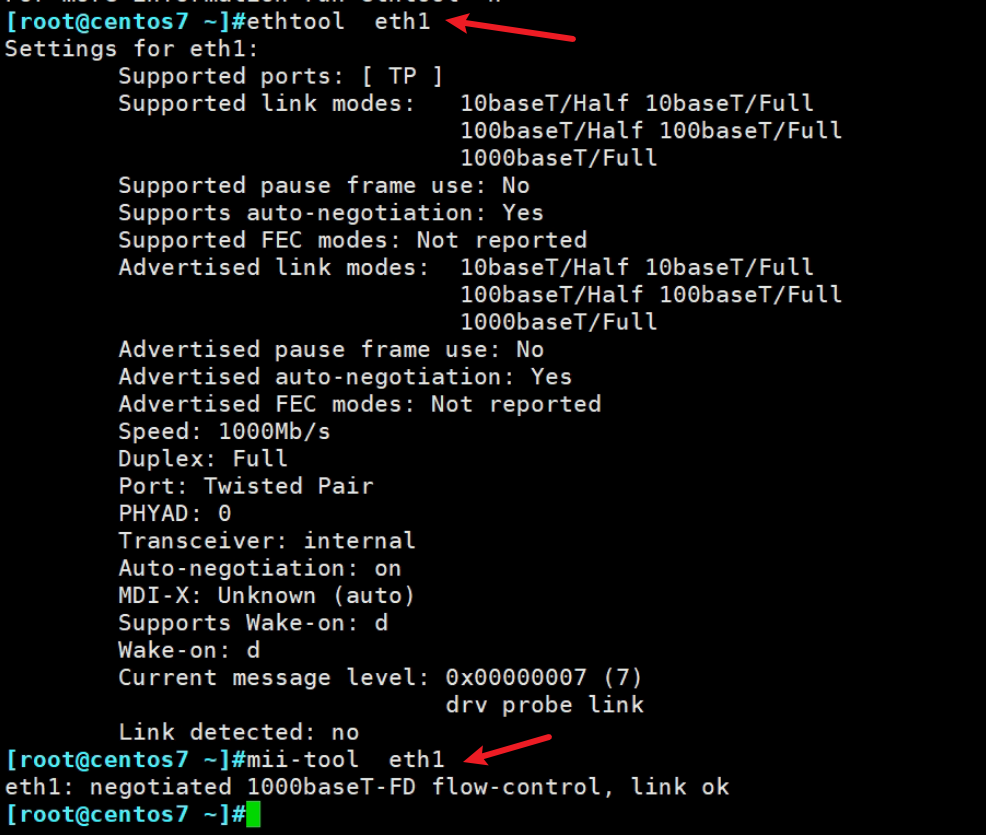 For more information run ethtool -h
[root@centos7 ~]#ethtool  eth1
Settings for eth1:
Supported ports: [ TP ]
Supported link modes:   10baseT/Half 10baseT/Full
100baseT/Half 100baseT/Full
1000baseT/Full
Supported pause frame use: No
Supports auto-negotiation: Yes
Supported FEC modes: Not reported
Advertised link modes:  10baseT/Half 10baseT/Full
100baseT/Half 100baseT/Full
1000baseT/Full
Advertised pause frame use: No
Advertised auto-negotiation: Yes
Advertised FEC modes: Not reported
Speed: 1000Mb/s
Duplex: Full
Port: Twisted Pair
PHYAD: 0
Transceiver: internal
Auto-negotiation: on
MDI-X: Unknown (auto)
Supports Wake-on: d
Wake-on: d
Current message level: 0x00000007 (7)
drv probe link
Link detected: no
[root@centos7 ~]#mii-tool  eth1
eth1: negotiated 1000baseT-FD flow-control, link ok
[root@centos7 ~]#